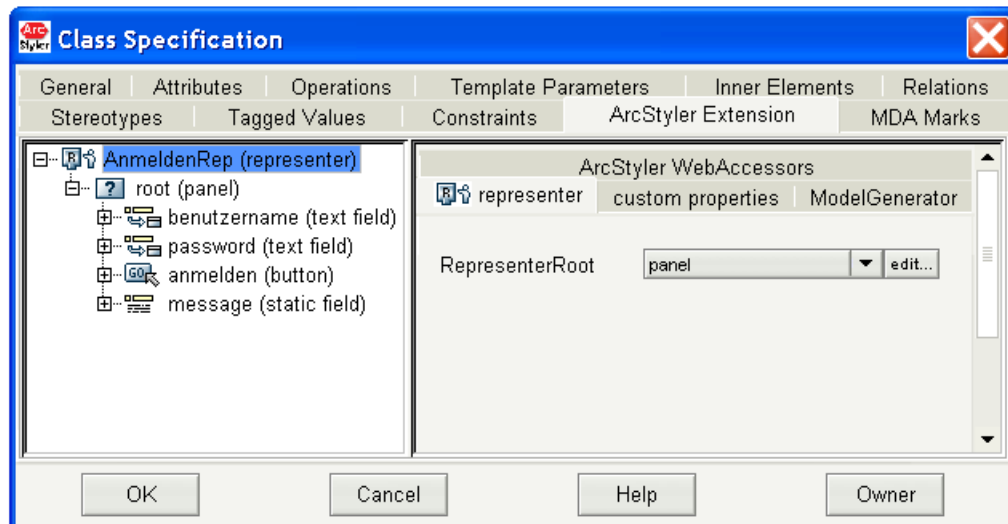 Arc Styler Class Specification
General Attributes Operations Template Parameters Inner Elements Relations
Stereotypes Tagged Values Constraints ArcStyler Extension MDA Marks
AnmeldenRep (representer)
root (panel)
benutzername (text field)
password (text field)
GO anmelden (button)
message (static field)
ArcStyler WebAccessors
R representer custom properties ModelGenerator
RepresenterRoot panel edit...
OK Cancel Help Owner